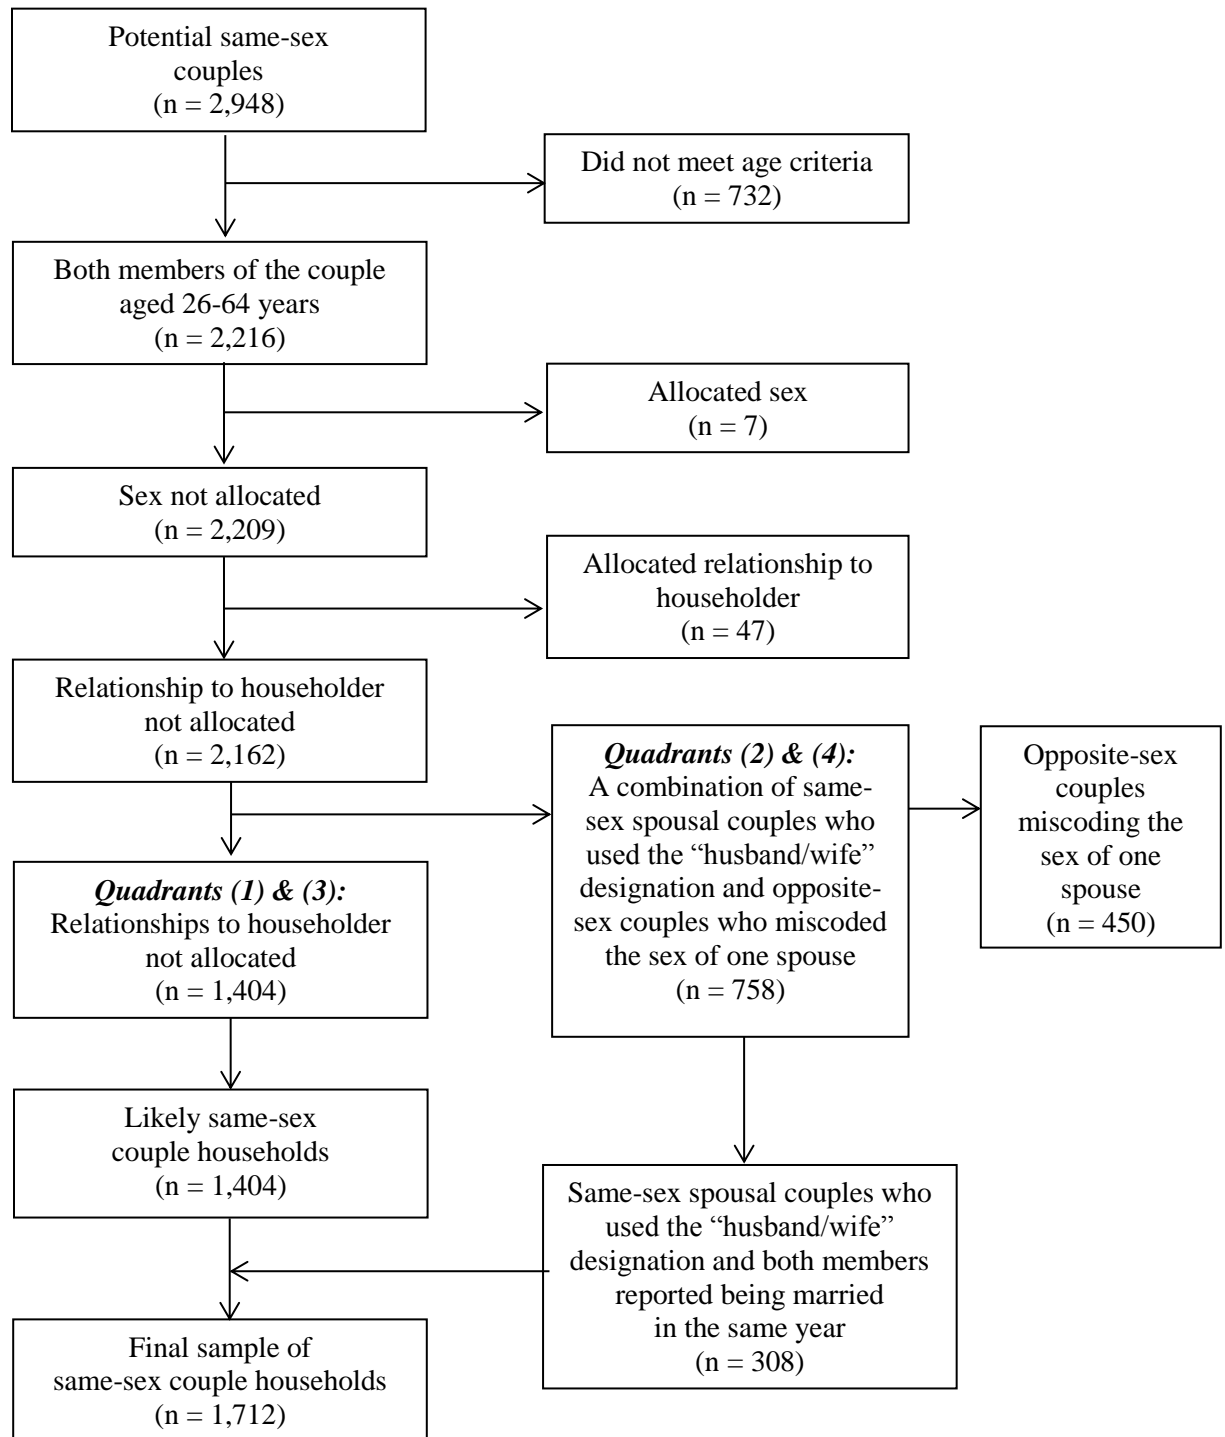 Potential same-sex
couples
(n = 2,948)
Did not meet age criteria
(n = 732)
Both members of the couple
aged 26-64 years
(n = 2,216)
Allocated sex
(n = 7)
Sex not allocated
(n = 2,209)
Allocated relationship to
householder
(n = 47)
Relationship to householder
not allocated
(n = 2,162)
Quadrants (2) & (4):
A combination of same-
sex spousal couples who
used the “husband/wife”
designation and opposite-
sex couples who miscoded
the sex of one spouse
(n = 758)
Opposite-sex
couples
miscoding the
sex of one
spouse
(n = 450)
Quadrants (1) & (3):
Relationships to householder
not allocated
(n = 1,404)
Likely same-sex
couple households
(n = 1,404)
Same-sex spousal couples who
used the “husband/wife”
designation and both members
reported being married
in the same year
(n = 308)
Final sample of
same-sex couple households
(n = 1,712)